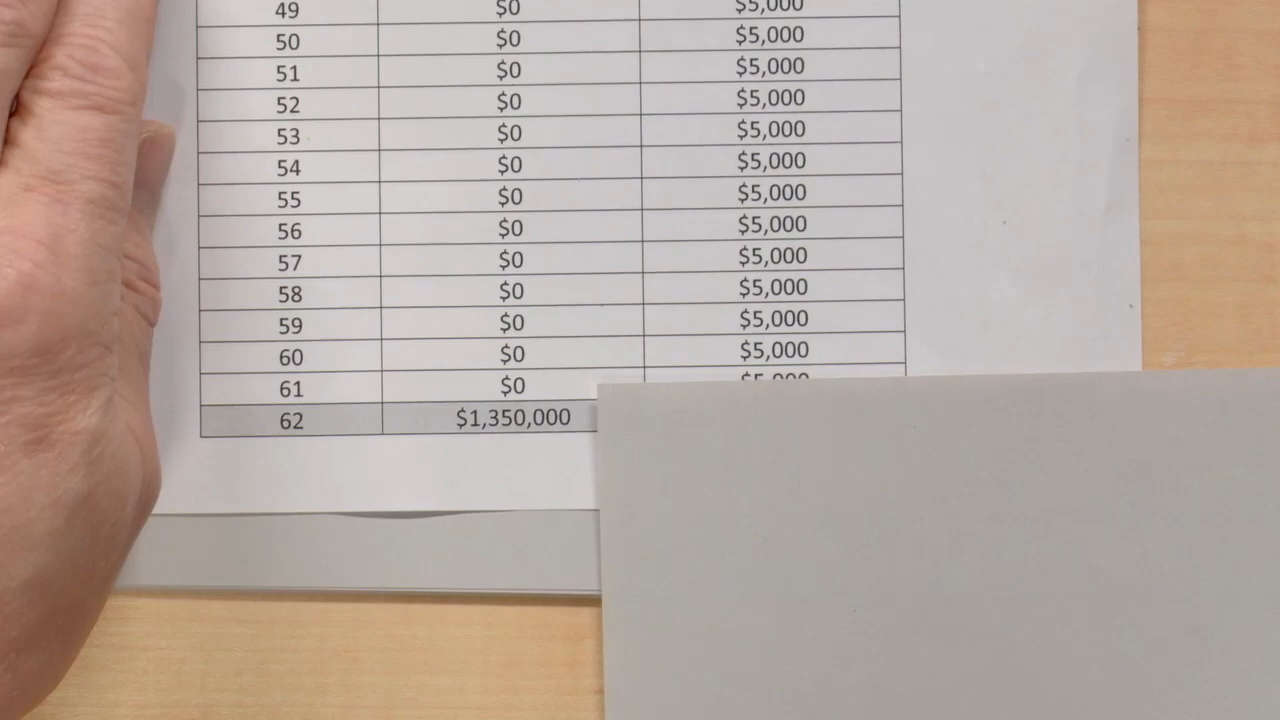 49 $0 $5,000
50 $0 $5,000
51 $0 $5,000
52 $0 $5,000
53 $0 $5,000
54 $0 $5,000
55 $0 $5,000
56 $0 $5,000
57 $0 $5,000
58 $0 $5,000
59 $0 $5,000
60 $0 $5,000
61 $0
62 $1,350,000